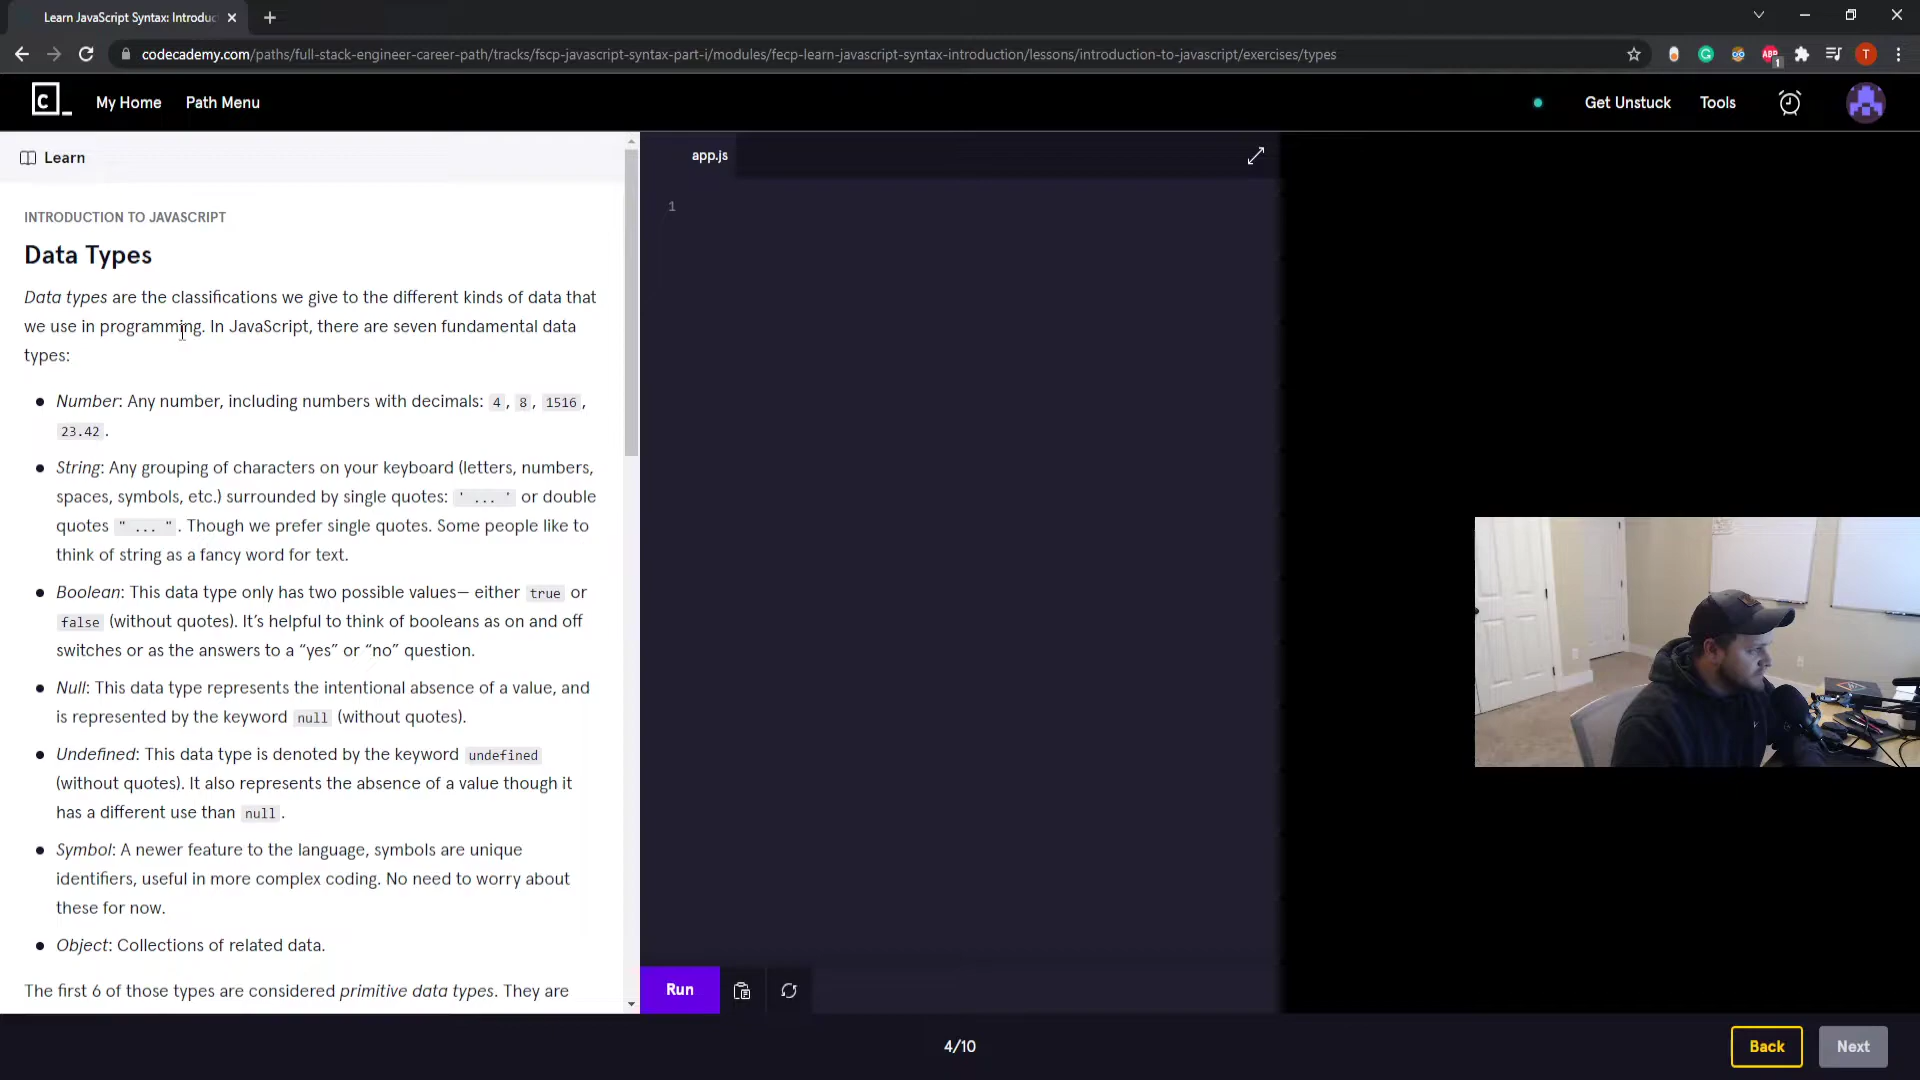 Learn JavaScript Syntax: Introduc
codecademy.com/paths/full-stack-engineer-career-path/tracks/fscp-javascript-syntax-part-i/modules/fecp-learn-javascript-syntax-introduction/lessons/introduction-to-javascript/exercises/types
ABP
1
T
C_
My Home
Path Menu
Get Unstuck
Tools
Learn
app.js
1
INTRODUCTION TO JAVASCRIPT
Data Types
Data types are the classifications we give to the different kinds of data that
we use in programming. In JavaScript, there are seven fundamental data
types:
Number: Any number, including numbers with decimals: 4, 8, 1516,
23.42.
String: Any grouping of characters on your keyboard (letters, numbers,
spaces, symbols, etc.) surrounded by single quotes: ' ... ' or double
quotes " ... ". Though we prefer single quotes. Some people like to
think of string as a fancy word for text.
Boolean: This data type only has two possible values— either true or
false (without quotes). It’s helpful to think of booleans as on and off
switches or as the answers to a “yes” or “no” question.
Null: This data type represents the intentional absence of a value, and
is represented by the keyword null (without quotes).
Undefined: This data type is denoted by the keyword undefined
(without quotes). It also represents the absence of a value though it
has a different use than null.
Symbol: A newer feature to the language, symbols are unique
identifiers, useful in more complex coding. No need to worry about
these for now.
Object: Collections of related data.
The first 6 of those types are considered primitive data types. They are
Run
4/10
Back
Next